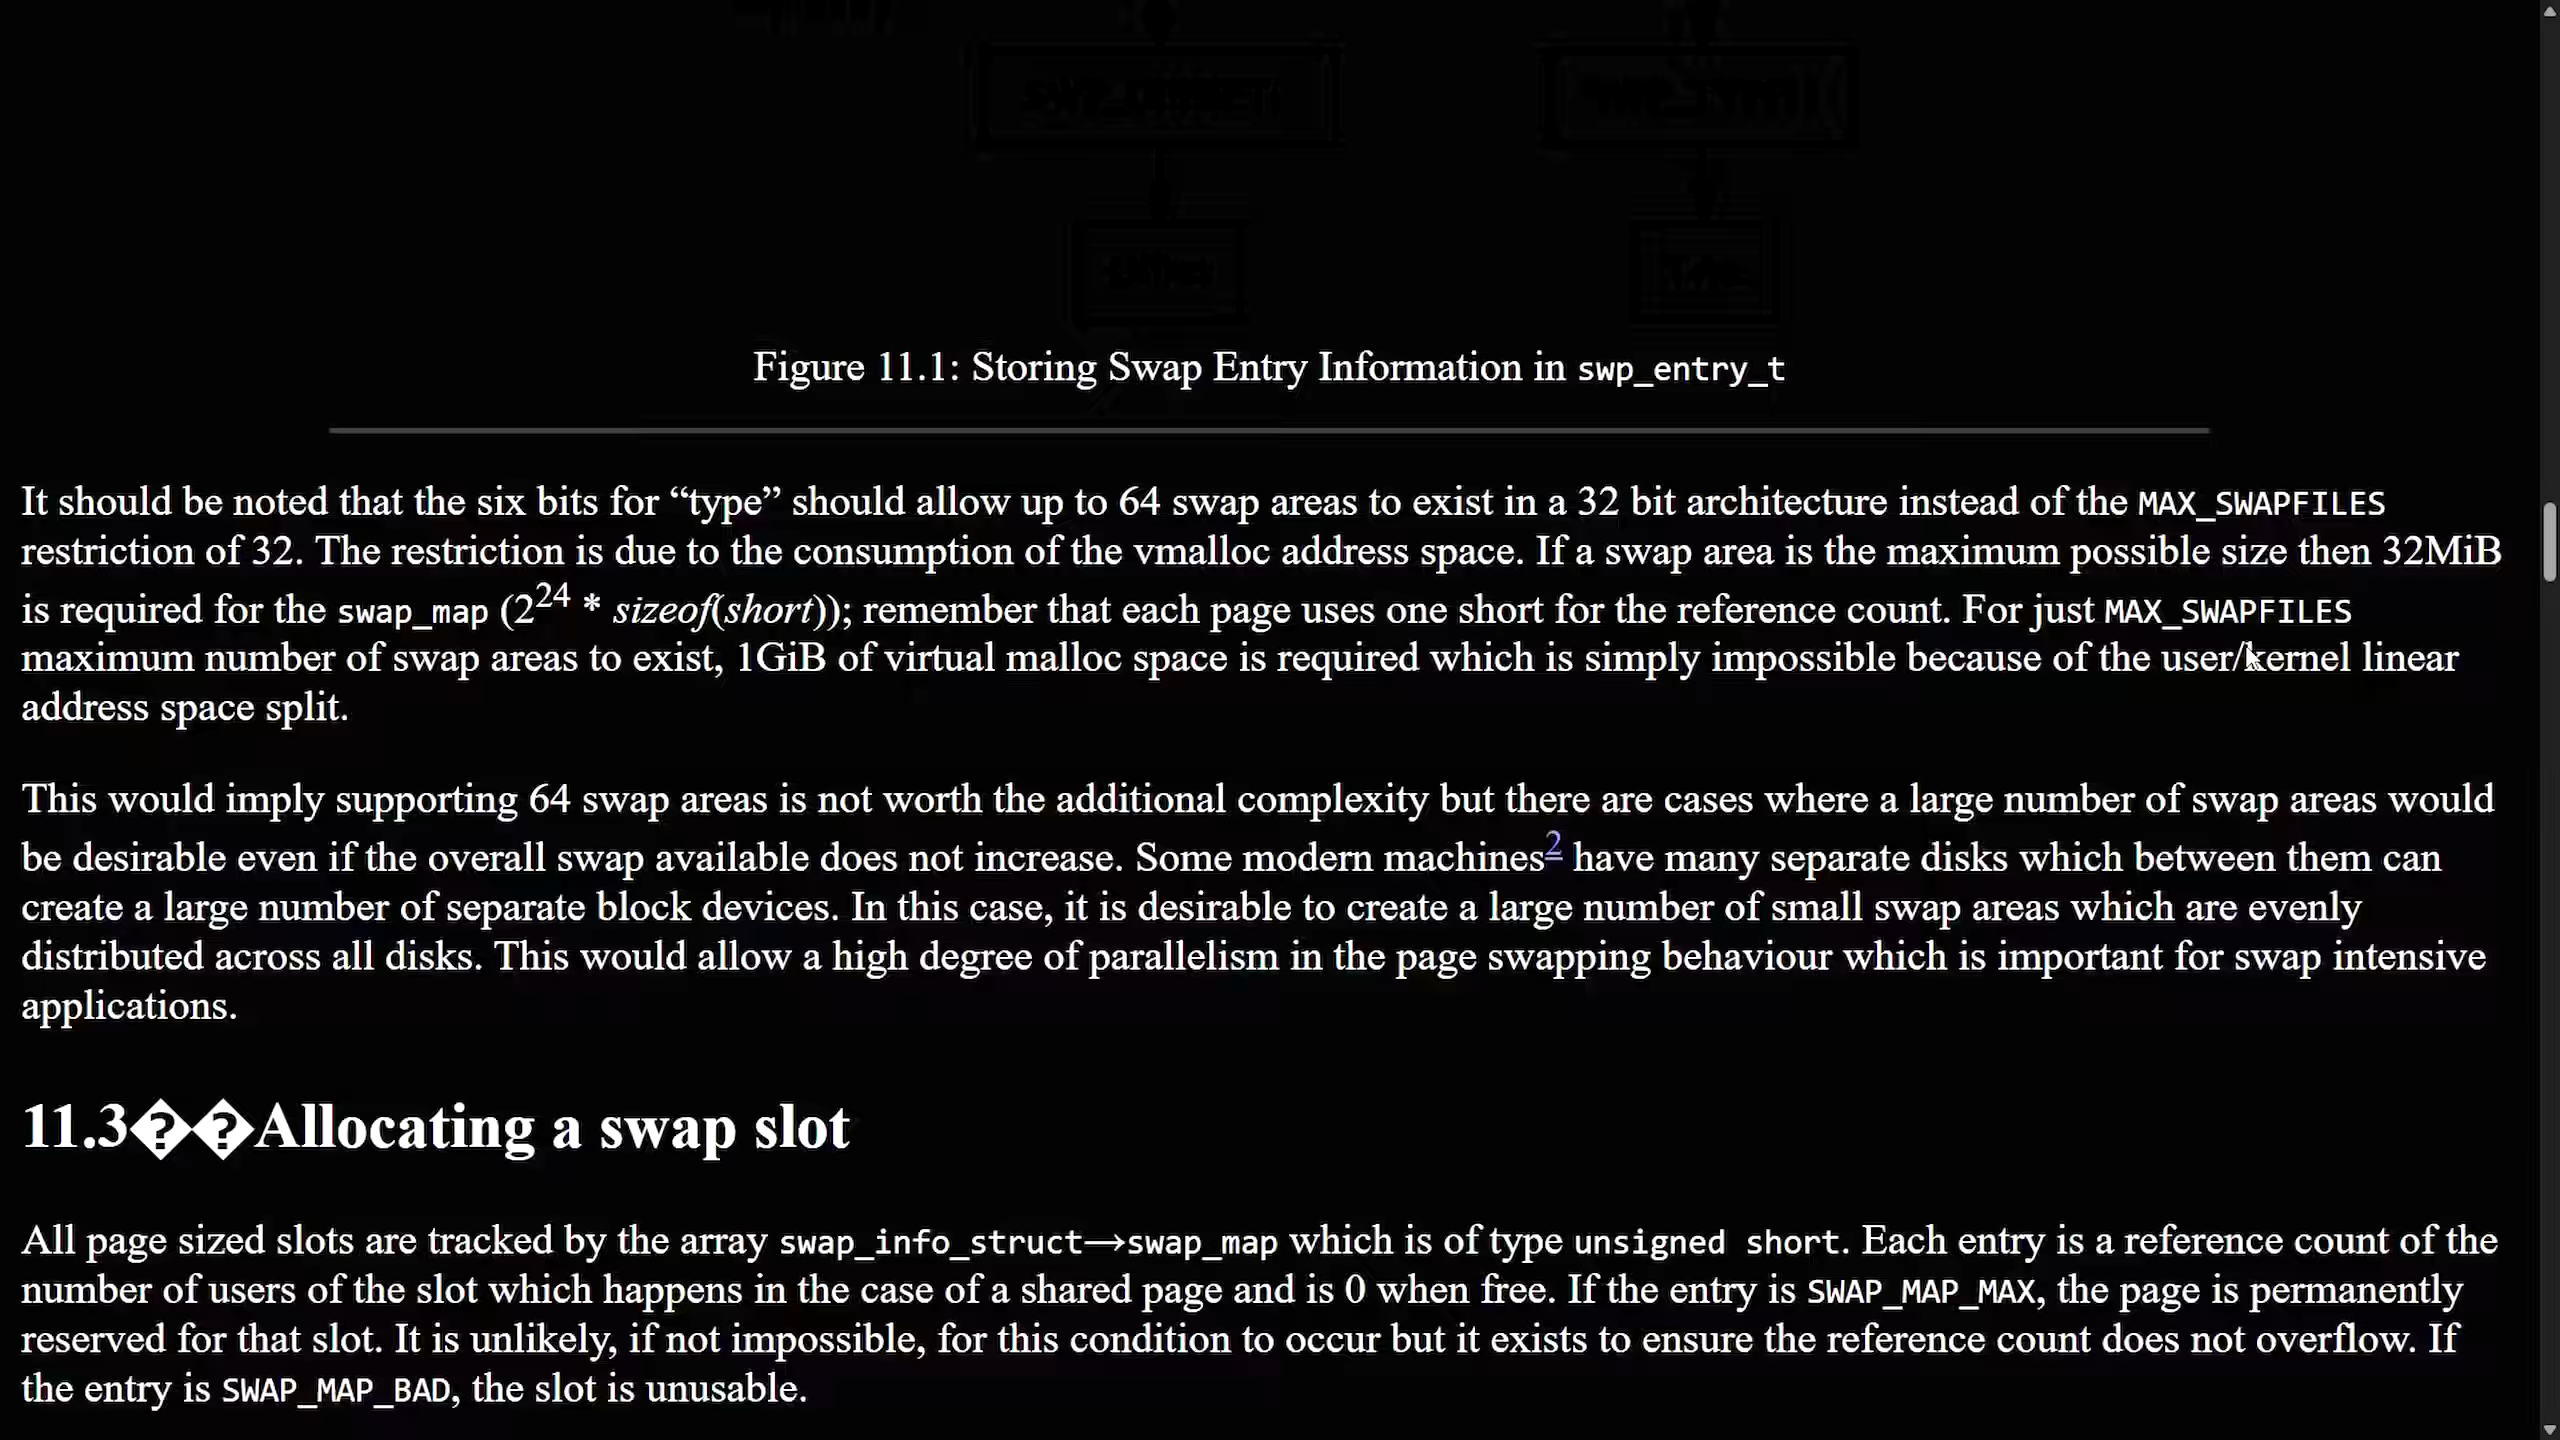 Figure 11.1: Storing Swap Entry Information in swp_entry_t
It should be noted that the six bits for “type” should allow up to 64 swap areas to exist in a 32 bit architecture instead of the MAX_SWAPFILES
restriction of 32. The restriction is due to the consumption of the vmalloc address space. If a swap area is the maximum possible size then 32MiB
is required for the swap_map (2^24 * sizeof(short)); remember that each page uses one short for the reference count. For just MAX_SWAPFILES
maximum number of swap areas to exist, 1GiB of virtual malloc space is required which is simply impossible because of the user/kernel linear
address space split.
This would imply supporting 64 swap areas is not worth the additional complexity but there are cases where a large number of swap areas would
be desirable even if the overall swap available does not increase. Some modern machines2 have many separate disks which between them can
create a large number of separate block devices. In this case, it is desirable to create a large number of small swap areas which are evenly
distributed across all disks. This would allow a high degree of parallelism in the page swapping behaviour which is important for swap intensive
applications.
11.3��Allocating a swap slot
All page sized slots are tracked by the array swap_info_struct→swap_map which is of type unsigned short. Each entry is a reference count of the
number of users of the slot which happens in the case of a shared page and is 0 when free. If the entry is SWAP_MAP_MAX, the page is permanently
reserved for that slot. It is unlikely, if not impossible, for this condition to occur but it exists to ensure the reference count does not overflow. If
the entry is SWAP_MAP_BAD, the slot is unusable.